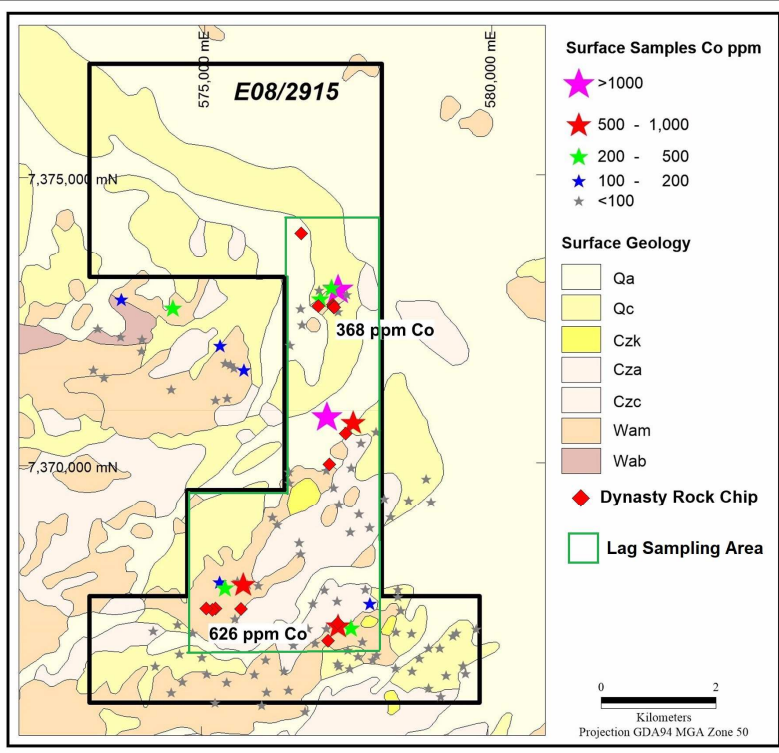 575,000 mE
580,000 mE
E08/2915
7,375,000 mN
368 ppm Co
7,370,000 mN
626 ppm Co
Surface Samples Co ppm
>1000
500 - 1,000
200 - 500
100 - 200
<100
Surface Geology
Qa
Qc
Czk
Cza
Czc
Wam
Wab
Dynasty Rock Chip
Lag Sampling Area
0 2
Kilometers
Projection GDA94 MGA Zone 50